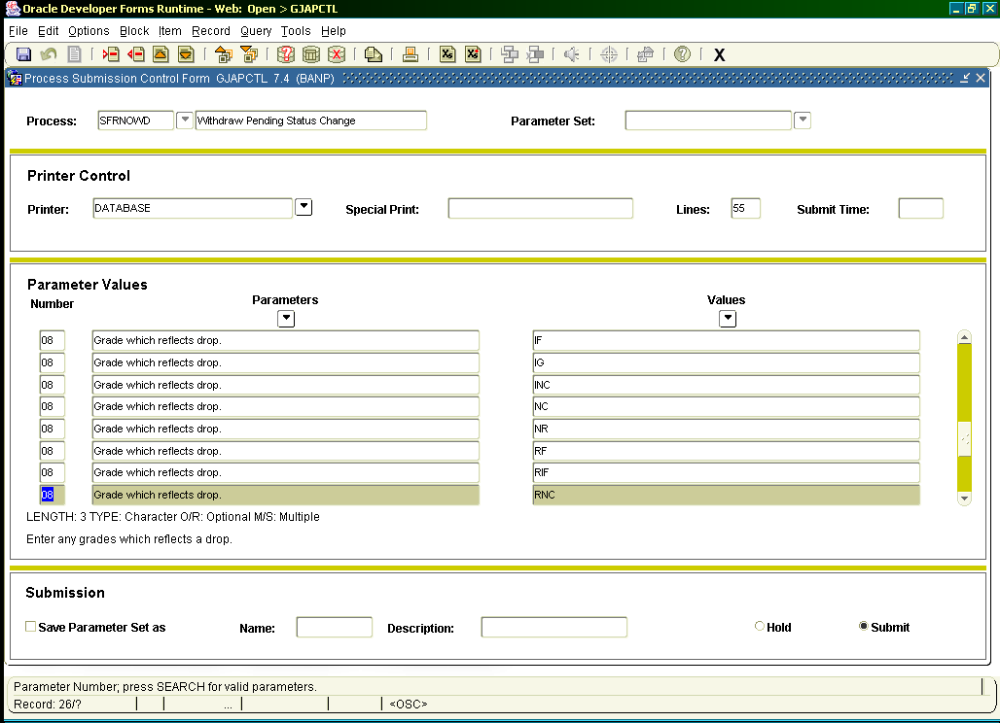 Oracle Developer Forms Runtime - Web: Open > GJAPCTL
File Edit Options Block Item Record Query Tools Help
X
Process Submission Control Form GJAPCTL 7.4 (BANP)
Process: SFRNOWD Withdraw Pending Status Change Parameter Set:
Printer Control
Printer: DATABASE Special Print: Lines: 55 Submit Time:
Parameter Values
Number Parameters Values
08 Grade which reflects drop. IF
08 Grade which reflects drop. IG
08 Grade which reflects drop. INC
08 Grade which reflects drop. NC
08 Grade which reflects drop. NR
08 Grade which reflects drop. RF
08 Grade which reflects drop. RIF
08 Grade which reflects drop. RNC
LENGTH: 3 TYPE: Character O/R: Optional M/S: Multiple
Enter any grades which reflects a drop.
Submission
Save Parameter Set as Name: Description: Hold Submit
Parameter Number; press SEARCH for valid parameters.
Record: 26/? ... <OSC>